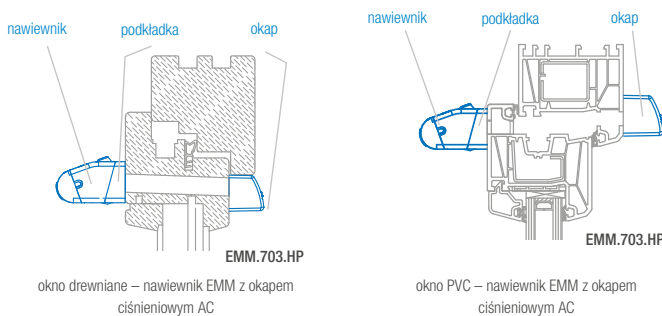 nawiewnik podkładka okap
EMM.703.HP
okno drewniane – nawiewnik EMM z okapem
ciśnieniowym AC
nawiewnik podkładka okap
EMM.703.HP
okno PVC – nawiewnik EMM z okapem
ciśnieniowym AC